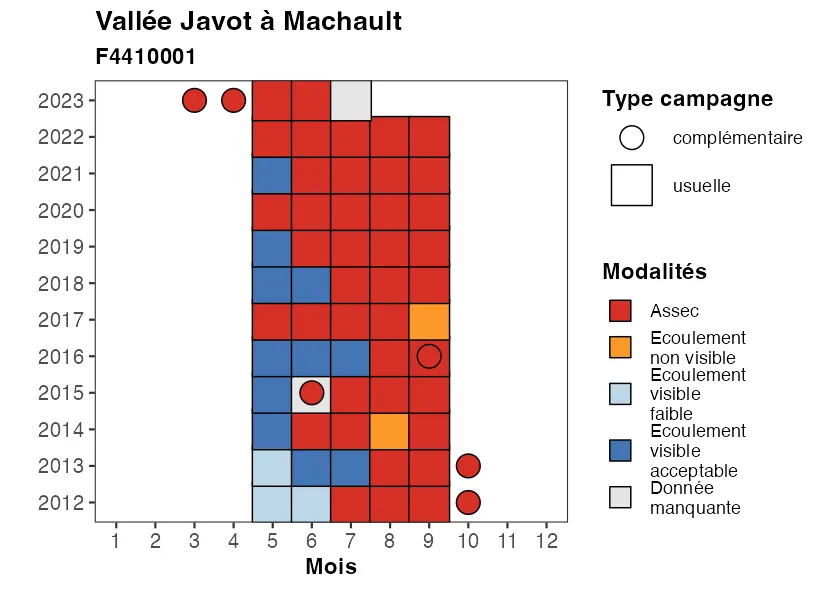 Vallée Javot à Machault
F4410001
2023
2022
2021
2020
2019
2018
2017
2016
2015
2014
2013
2012
1 2 3 4 5 6 7 8 9 10 11 12
Mois
Type campagne
complémentaire
usuelle
Modalités
Assec
Ecoulement
non visible
Ecoulement
visible
faible
Ecoulement
visible
acceptable
Donnée
manquante